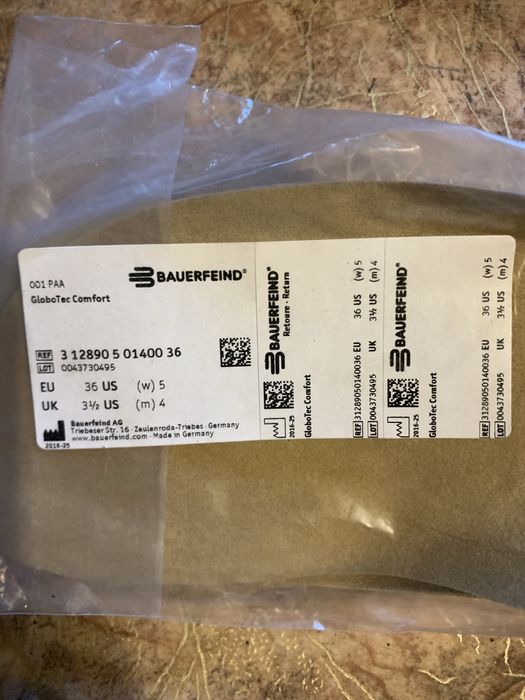 001 PAA
BAUERFEIND®
GloboTec Comfort
REF 3 12890 5 01400 36
LOT 0043730495
EU 36 US (w) 5
UK 3½ US (m) 4
Bauerfeind AG
Triebeser Str. 16 · Zeulenroda-Triebes · Germany
www.bauerfeind.com · Made in Germany
2016-25
BAUERFEIND®
Retoure · Return
2016-25
GloboTec Comfort
REF 31289050140036 EU 36 US (w) 5
LOT 0043730495 UK 3½ US (m) 4
BAUERFEIND®
2016-25
GloboTec Comfort
REF 31289050140036 EU 36 US (w) 5
LOT 0043730495 UK 3½ US (m) 4